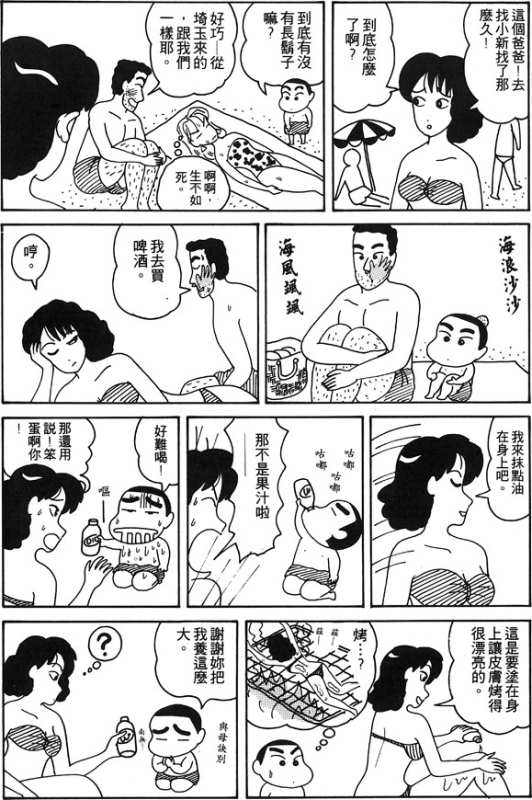 這個爸爸！去
找小新找了那
麼久！
到底怎麼
了啊？
到底有沒
有長鬍子
嘛？
好巧—從
埼玉來的
，跟我們
一樣耶。
啊啊，
生不如
死。
海浪沙沙
海風颯颯
我去買
啤酒。
哼。
我來抹點油
在身上吧。
咕嘟
咕嘟
那不是果汁啦
好難喝！
嘔
那還用
說！笨
蛋啊你
！
這是要塗在身
上讓皮膚烤得
很漂亮的。
烤…？
謝謝妳把
我養這麼
大。
與母訣別
？